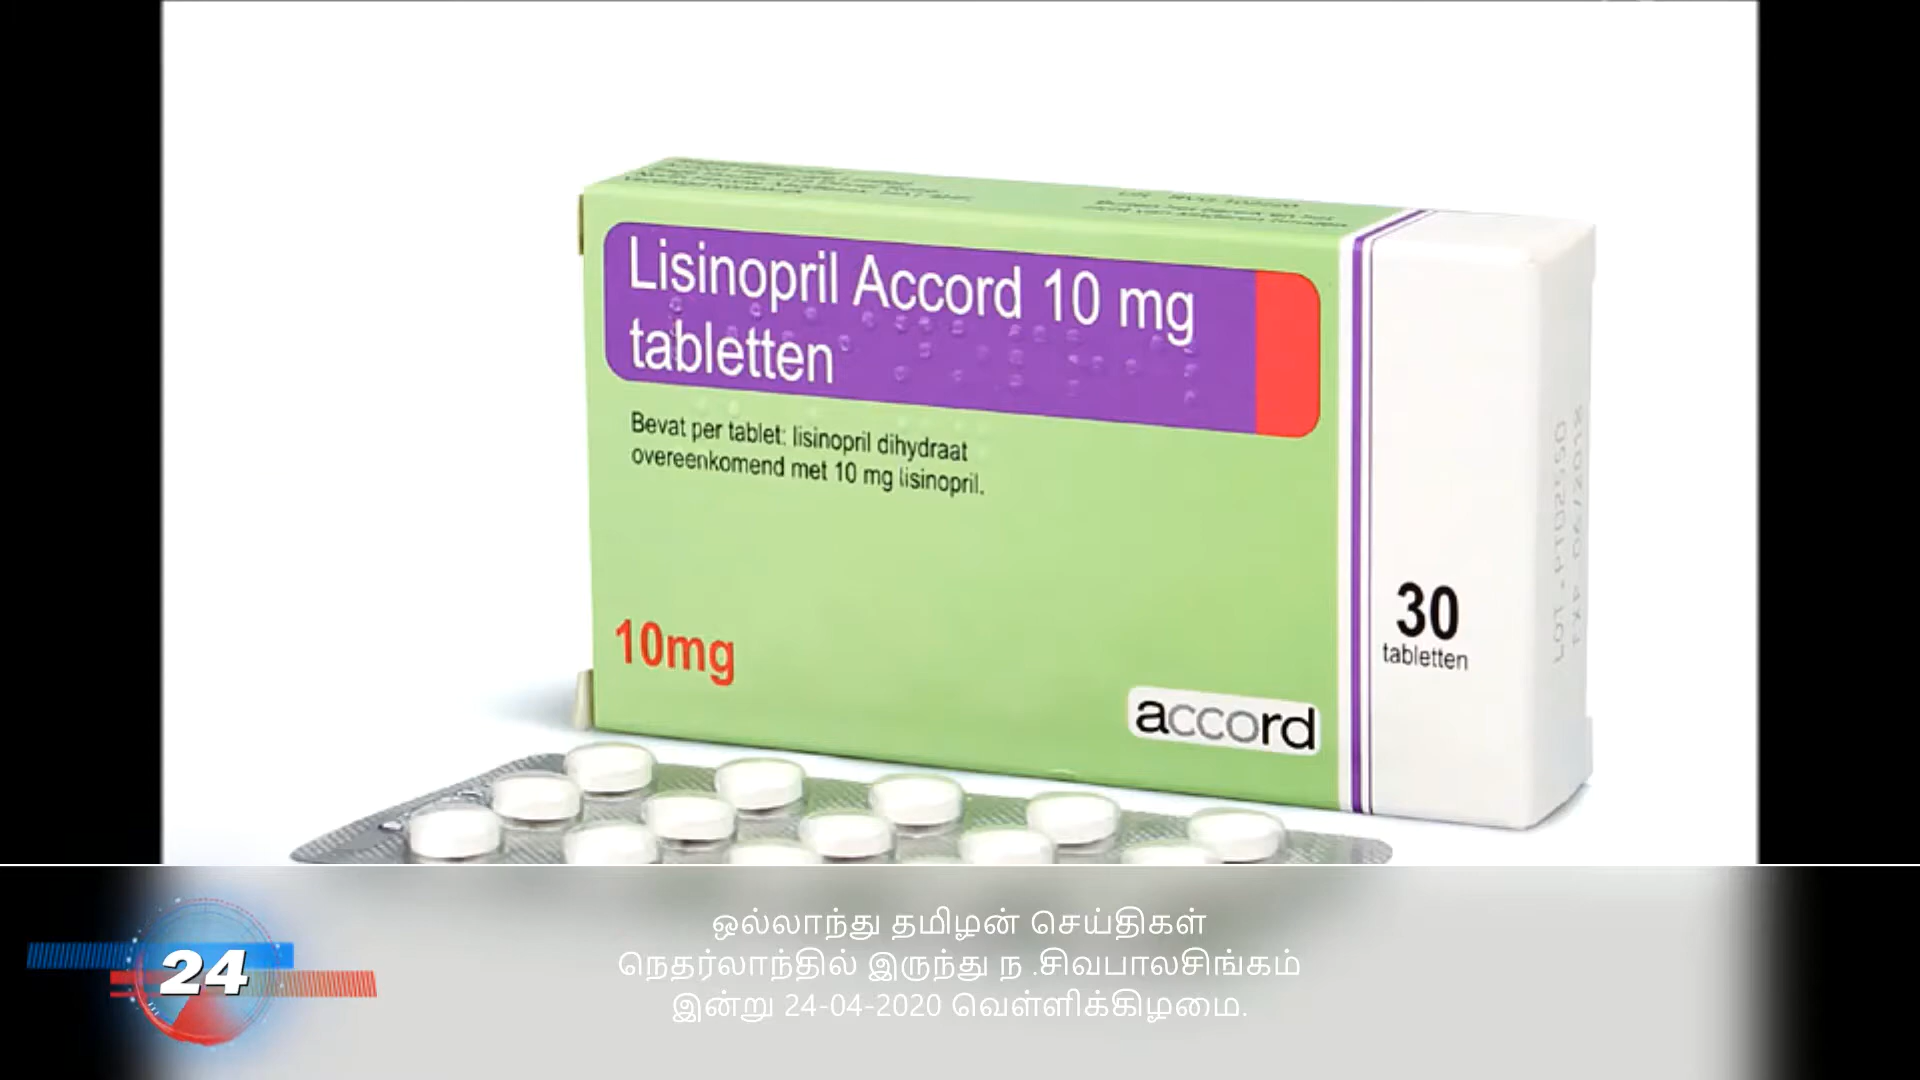 Lisinopril Accord 10 mg
tabletten
Bevat per tablet: lisinopril dihydraat
overeenkomend met 10 mg lisinopril.
10mg
accord
30
tabletten
24
ஒல்லாந்து தமிழன் செய்திகள்
நெதர்லாந்தில் இருந்து ந .சிவபாலசிங்கம்
இன்று 24-04-2020 வெள்ளிக்கிழமை.